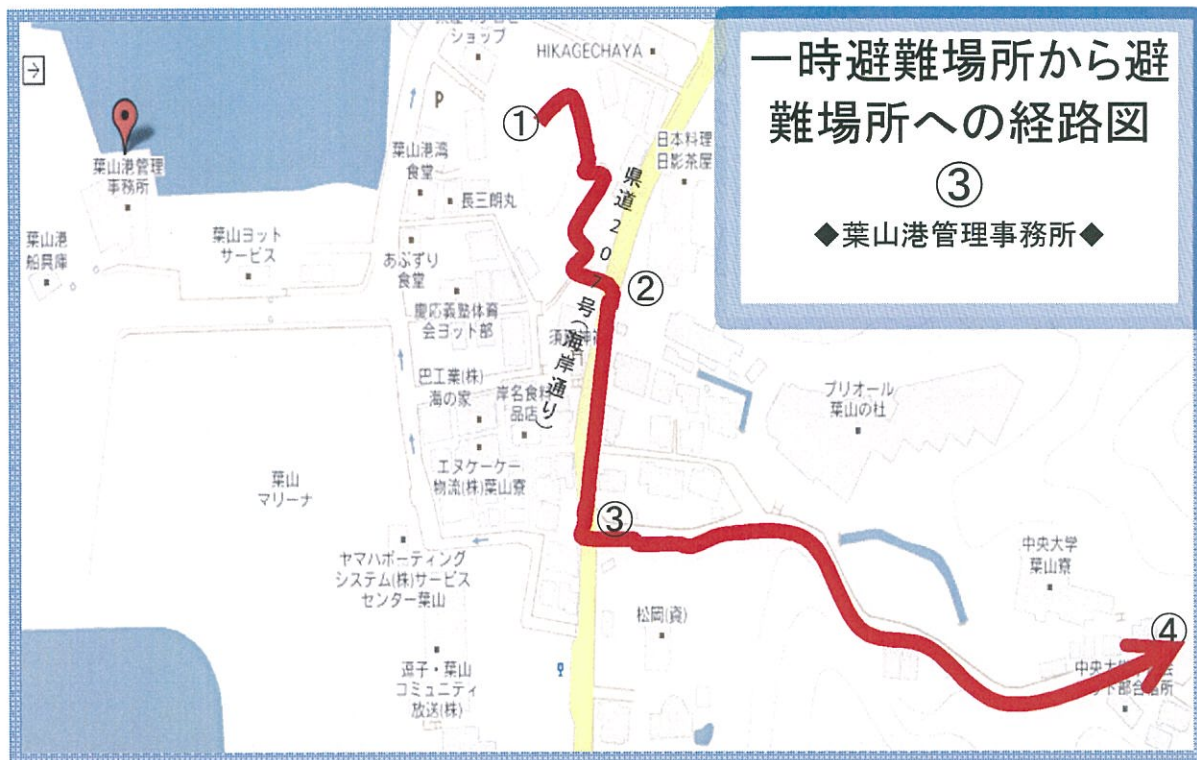 一時避難場所から避
難場所への経路図
③
◆葉山港管理事務所◆
ショップ
HIKAGECHAYA
P
①
葉山港管理
事務所
葉山港湾
食堂
長三朗丸
日本料理
日影茶屋
県道207号(海岸通り)
葉山港
船具庫
葉山ヨット
サービス
あぶずり
食堂
②
慶応義塾体育
会ヨット部
巴工業(株)
海の家
岸名食料
品店
ブリオール
葉山の杜
エヌケーケー
物流(株)葉山寮
葉山
マリーナ
③
ヤマハボーティング
システム(株)サービス
センター葉山
中央大学
葉山寮
松岡(資)
④
逗子・葉山
コミュニティ
放送(株)
中央大